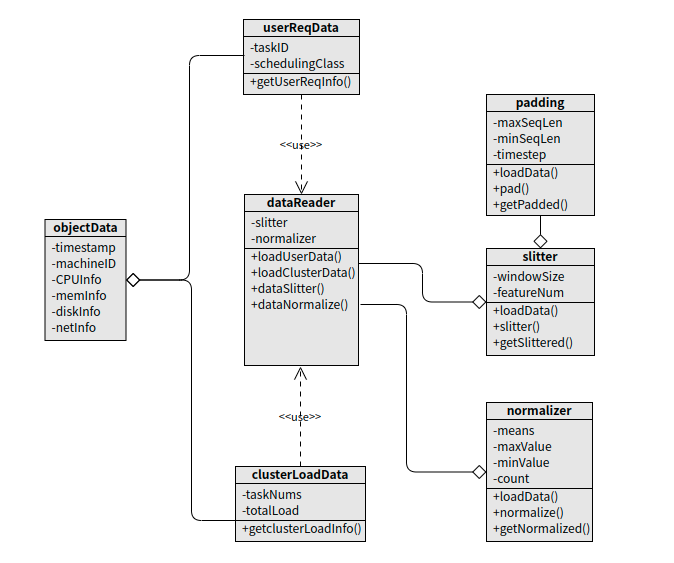 userReqData
-taskID
-schedulingClass
+getUserReqInfo()
<<use>>
padding
-maxSeqLen
-minSeqLen
-timestep
+loadData()
+pad()
+getPadded()
objectData
-timestamp
-machineID
-CPUInfo
-memInfo
-diskInfo
-netInfo
dataReader
-slitter
-normalizer
+loadUserData()
+loadClusterData()
+dataSlitter()
+dataNormalize()
slitter
-windowSize
-featureNum
+loadData()
+slitter()
+getSlittered()
<<use>>
normalizer
-means
-maxValue
-minValue
-count
+loadData()
+normalize()
+getNormalized()
clusterLoadData
-taskNums
-totalLoad
+getclusterLoadInfo()